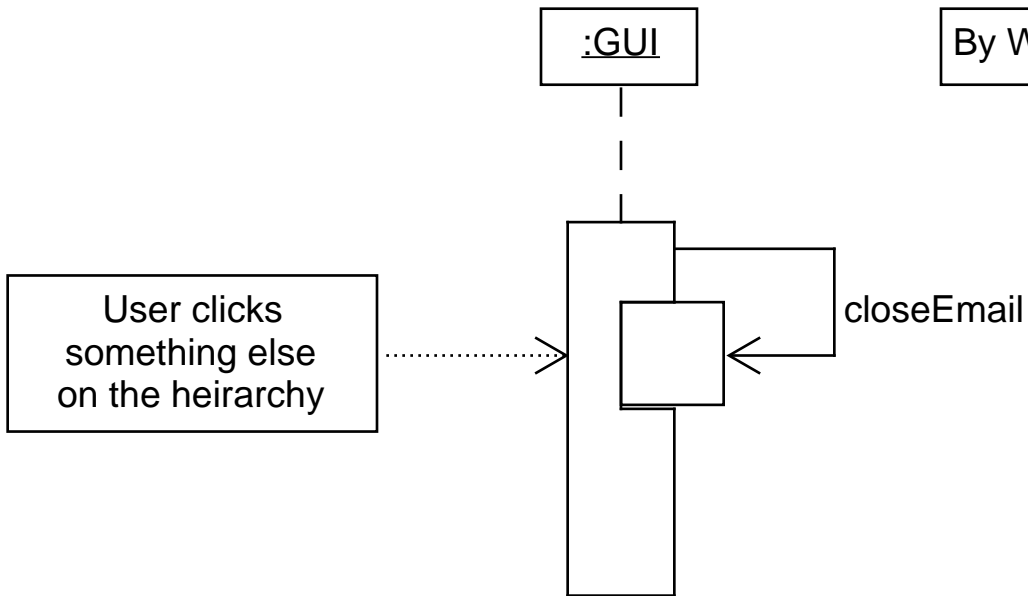 :GUI
By W
User clicks
something else
on the heirarchy
closeEmail